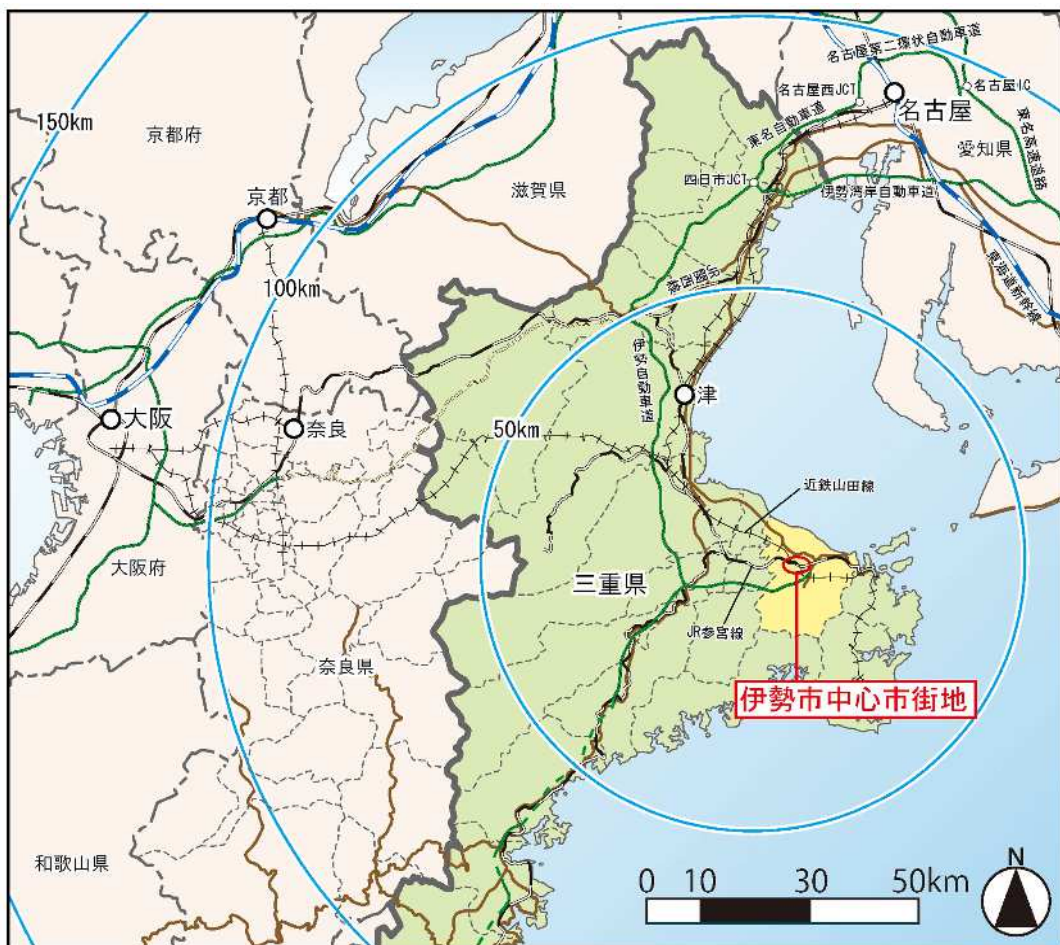 名古屋第二環状自動車道
名古屋西JCT
名古屋IC
名古屋
東名自動車道
東名高速道路
愛知県
四日市JCT
伊勢湾岸自動車道
東海道新幹線
150km
京都府
京都
滋賀県
JR関西線
100km
伊勢自動車道
津
大阪
奈良
50km
近鉄山田線
大阪府
三重県
JR参宮線
奈良県
伊勢市中心市街地
和歌山県
0 10 30 50km
N